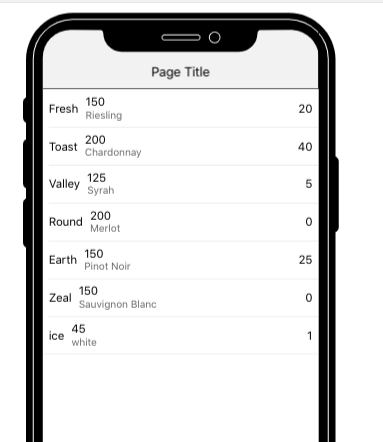 Page Title
Fresh 150 20
Riesling
Toast 200 40
Chardonnay
Valley 125 5
Syrah
Round 200 0
Merlot
Earth 150 25
Pinot Noir
Zeal 150 0
Sauvignon Blanc
ice 45 1
white